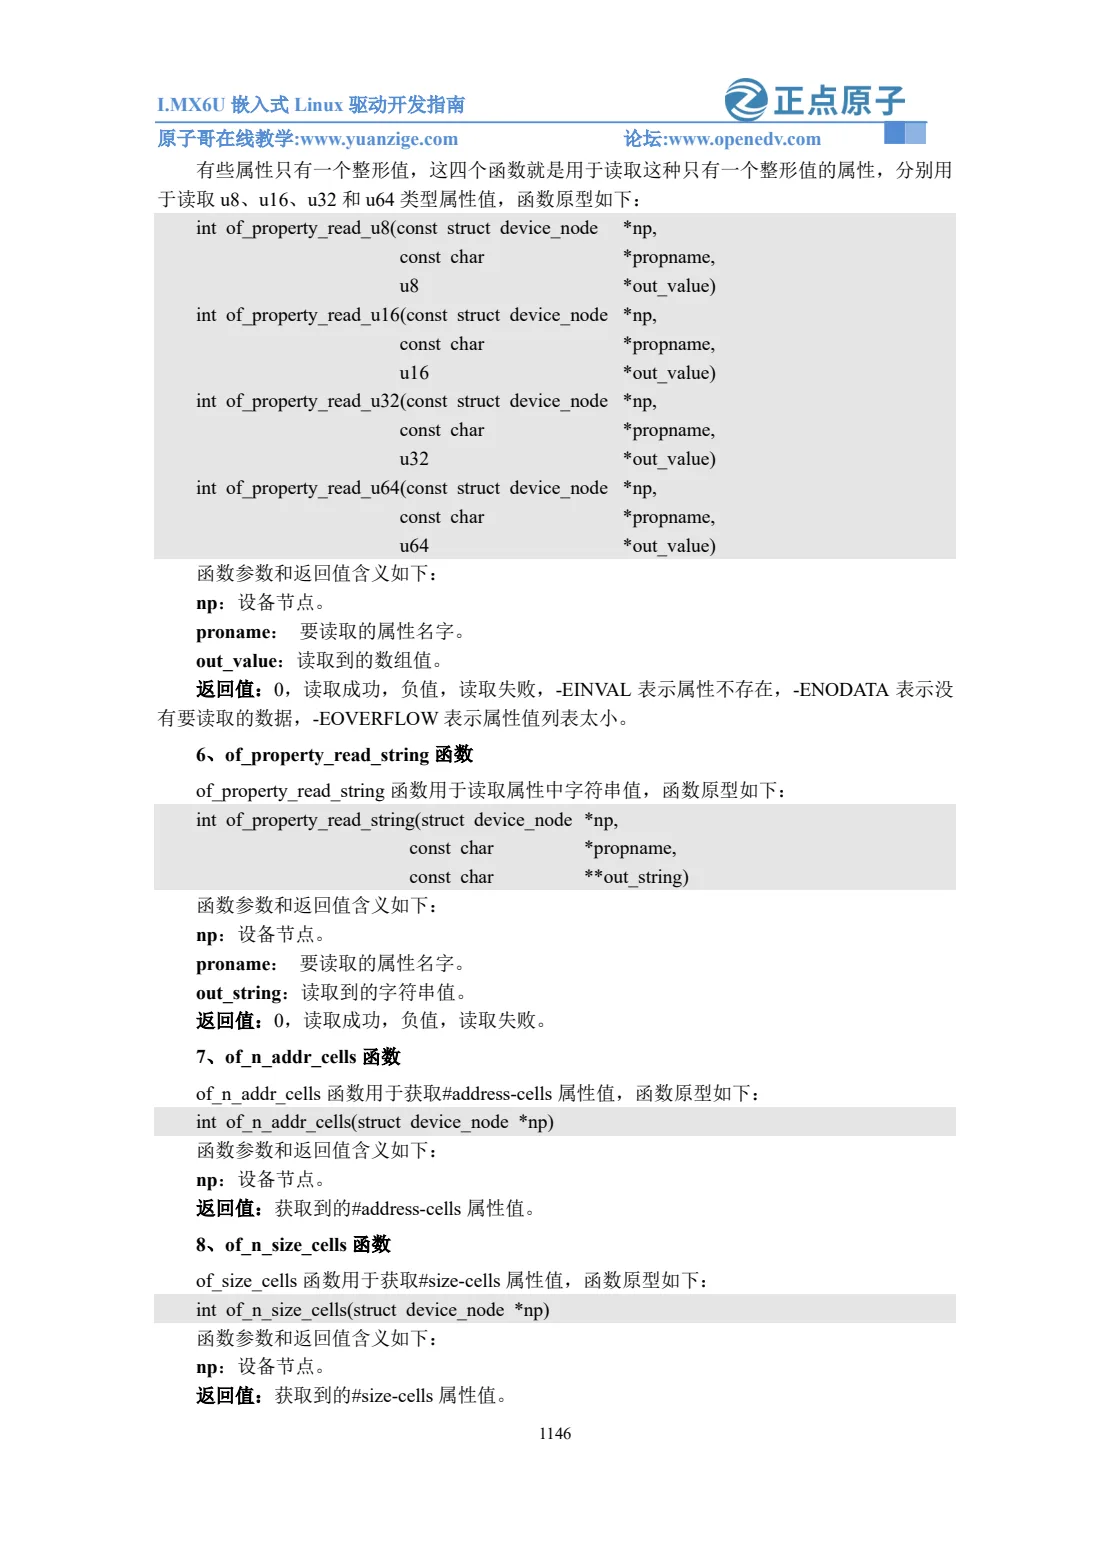 I.MX6U 嵌入式 Linux 驱动开发指南
正点原子
原子哥在线教学:www.yuanzige.com 论坛:www.openedv.com
有些属性只有一个整形值，这四个函数就是用于读取这种只有一个整形值的属性，分别用
于读取 u8、u16、u32 和 u64 类型属性值，函数原型如下：
int of_property_read_u8(const struct device_node *np,
const char *propname,
u8 *out_value)
int of_property_read_u16(const struct device_node *np,
const char *propname,
u16 *out_value)
int of_property_read_u32(const struct device_node *np,
const char *propname,
u32 *out_value)
int of_property_read_u64(const struct device_node *np,
const char *propname,
u64 *out_value)
函数参数和返回值含义如下：
np：设备节点。
proname： 要读取的属性名字。
out_value：读取到的数组值。
返回值：0，读取成功，负值，读取失败，-EINVAL 表示属性不存在，-ENODATA 表示没
有要读取的数据，-EOVERFLOW 表示属性值列表太小。
6、of_property_read_string 函数
of_property_read_string 函数用于读取属性中字符串值，函数原型如下：
int of_property_read_string(struct device_node *np,
const char *propname,
const char **out_string)
函数参数和返回值含义如下：
np：设备节点。
proname： 要读取的属性名字。
out_string：读取到的字符串值。
返回值：0，读取成功，负值，读取失败。
7、of_n_addr_cells 函数
of_n_addr_cells 函数用于获取#address-cells 属性值，函数原型如下：
int of_n_addr_cells(struct device_node *np)
函数参数和返回值含义如下：
np：设备节点。
返回值：获取到的#address-cells 属性值。
8、of_n_size_cells 函数
of_size_cells 函数用于获取#size-cells 属性值，函数原型如下：
int of_n_size_cells(struct device_node *np)
函数参数和返回值含义如下：
np：设备节点。
返回值：获取到的#size-cells 属性值。
1146